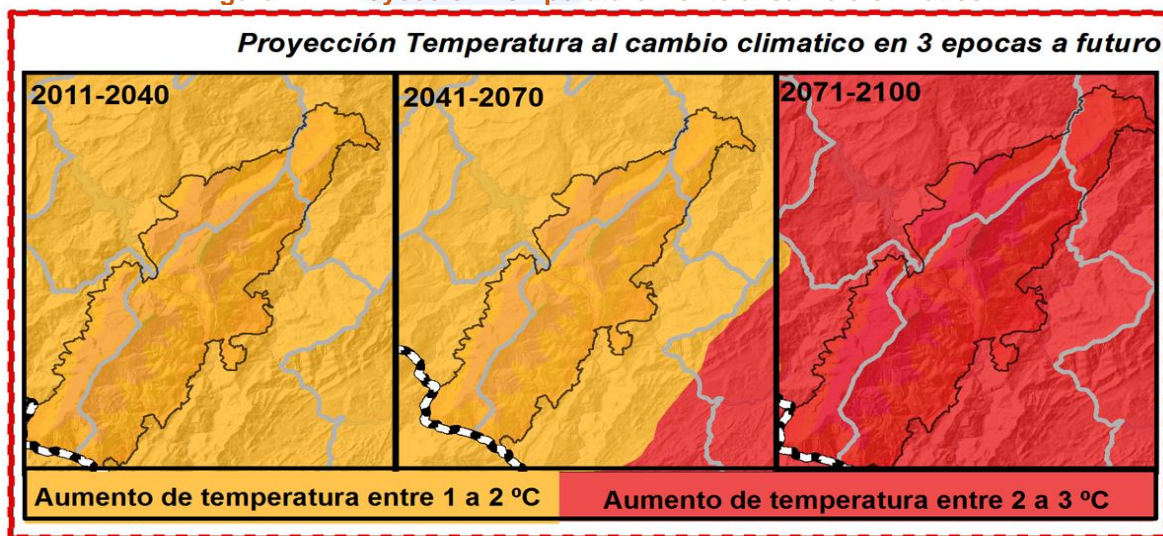 Proyección Temperatura al cambio climatico en 3 epocas a futuro
2011-2040
2041-2070
2071-2100
Aumento de temperatura entre 1 a 2 ºC
Aumento de temperatura entre 2 a 3 ºC